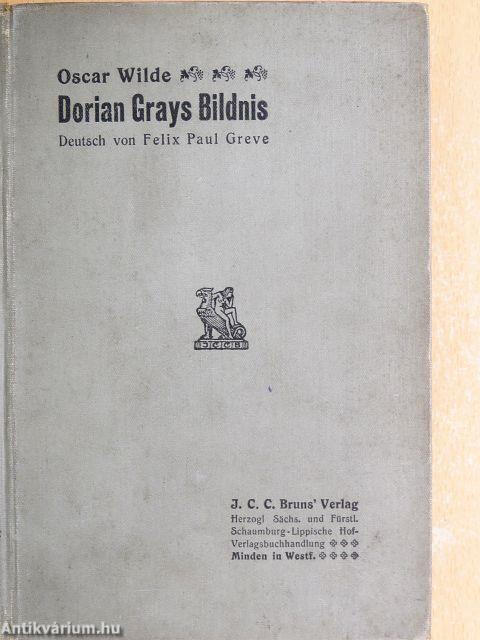 Oscar Wilde
Dorian Grays Bildnis
Deutsch von Felix Paul Greve
J C C B
J. C. C. Bruns' Verlag
Herzogl Sächs. und Fürstl.
Schaumburg-Lippische Hof-
Verlagsbuchhandlung
Minden in Westf.
Antikvárium.hu